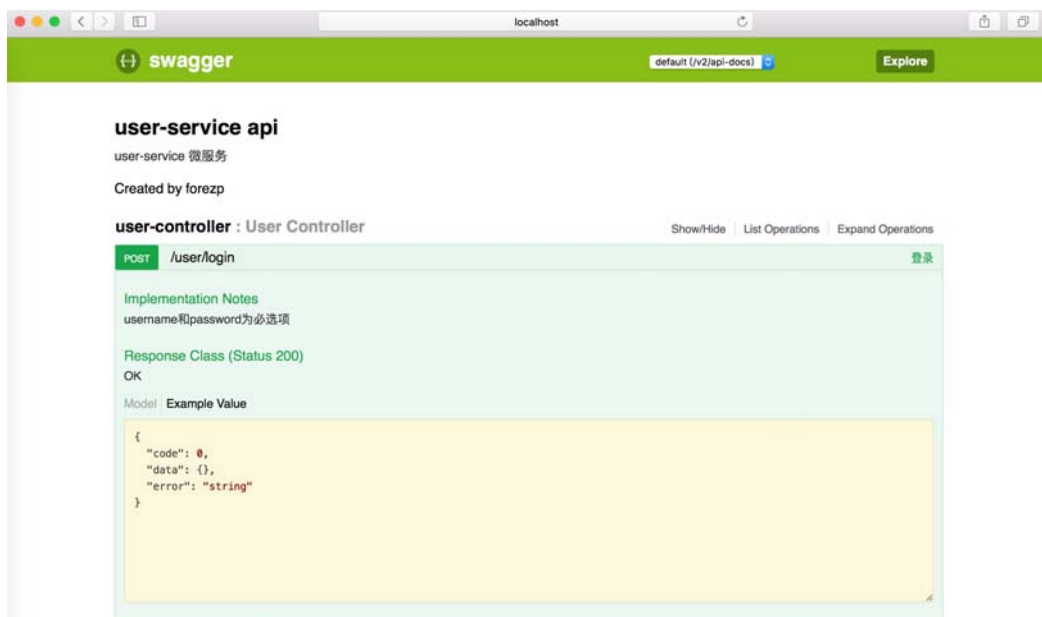 localhost
swagger
default (/v2/api-docs)
Explore
user-service api
user-service 微服务
Created by forezp
user-controller : User Controller
Show/Hide List Operations Expand Operations
POST /user/login 登录
Implementation Notes
username和password为必选项
Response Class (Status 200)
OK
Model Example Value
{
"code": 0,
"data": {},
"error": "string"
}